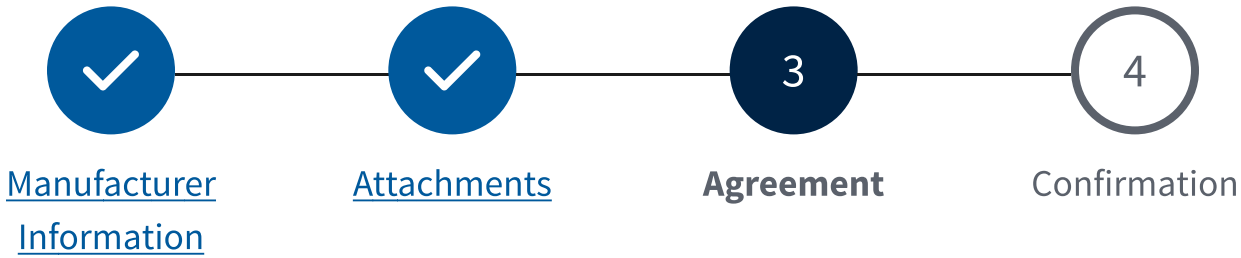 3
4
Manufacturer
Information
Attachments
Agreement
Confirmation